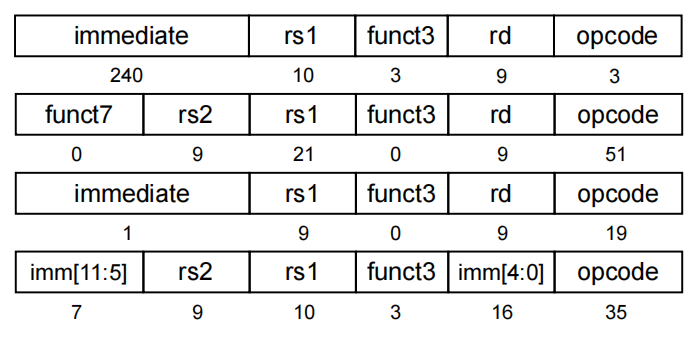 immediate rs1 funct3 rd opcode
240 10 3 9 3
funct7 rs2 rs1 funct3 rd opcode
0 9 21 0 9 51
immediate rs1 funct3 rd opcode
1 9 0 9 19
imm[11:5] rs2 rs1 funct3 imm[4:0] opcode
7 9 10 3 16 35